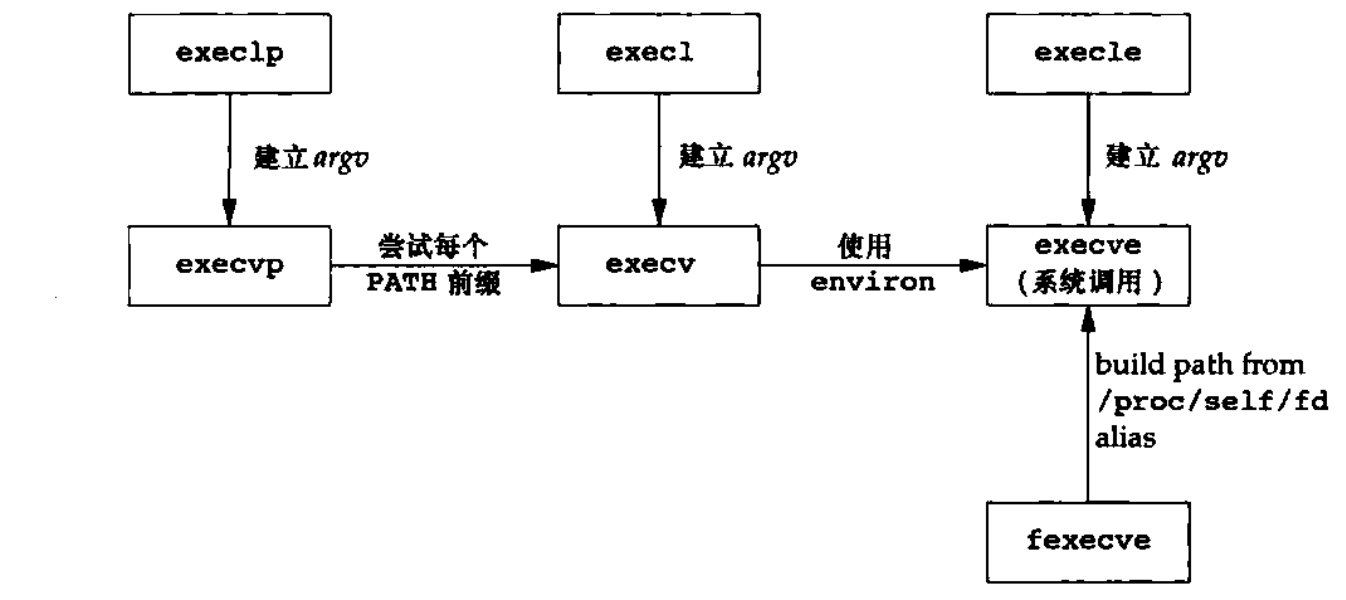 execlp
execl
execle
建立 argv
建立 argv
建立 argv
execvp
尝试每个
PATH 前缀
execv
使用
environ
execve
(系统调用)
build path from
/proc/self/fd
alias
fexecve